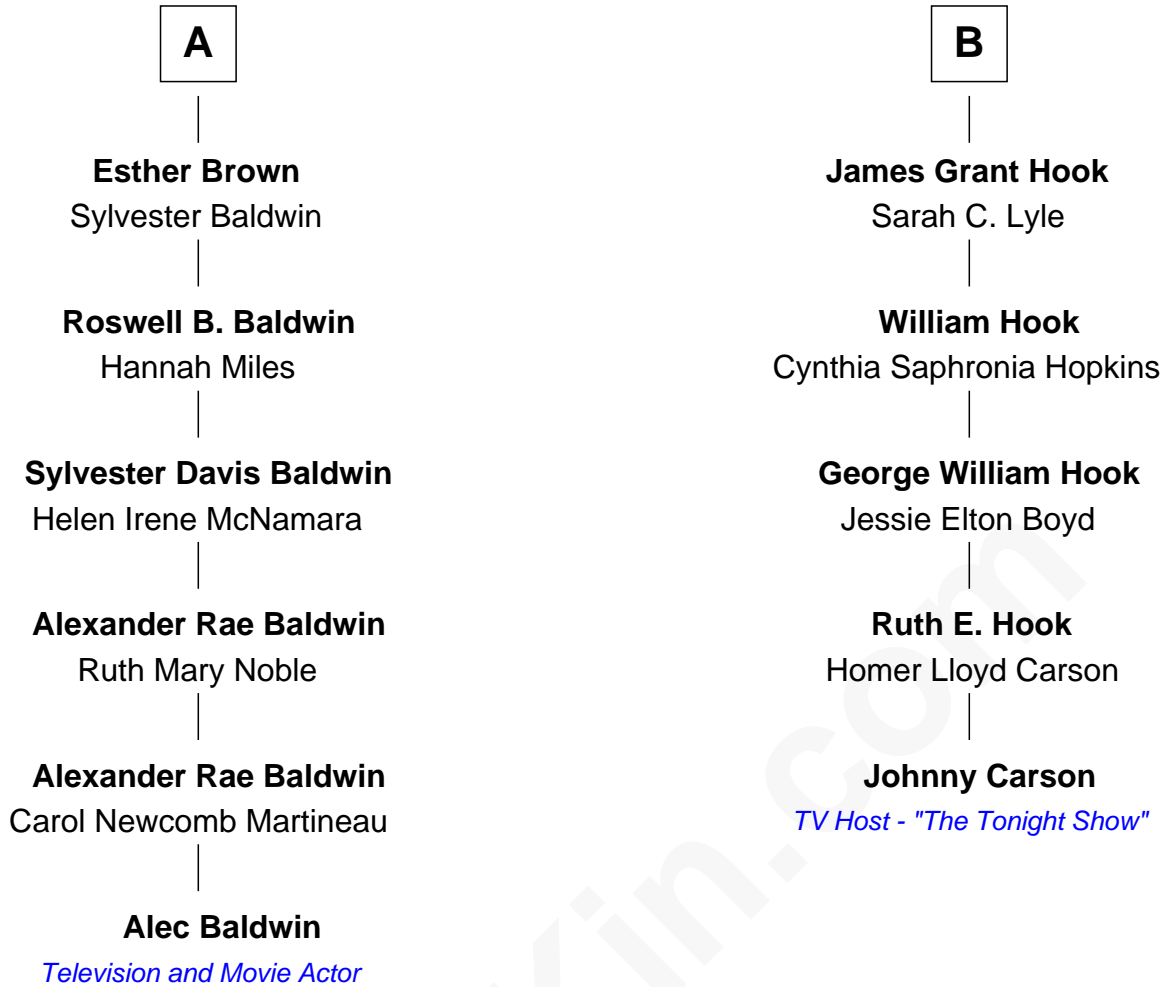 A
Esther Brown
Sylvester Baldwin
Roswell B. Baldwin
Hannah Miles
Sylvester Davis Baldwin
Helen Irene McNamara
Alexander Rae Baldwin
Ruth Mary Noble
Alexander Rae Baldwin
Carol Newcomb Martineau
Alec Baldwin
Television and Movie Actor
B
James Grant Hook
Sarah C. Lyle
William Hook
Cynthia Saphronia Hopkins
George William Hook
Jessie Elton Boyd
Ruth E. Hook
Homer Lloyd Carson
Johnny Carson
TV Host - "The Tonight Show"
Kin.com